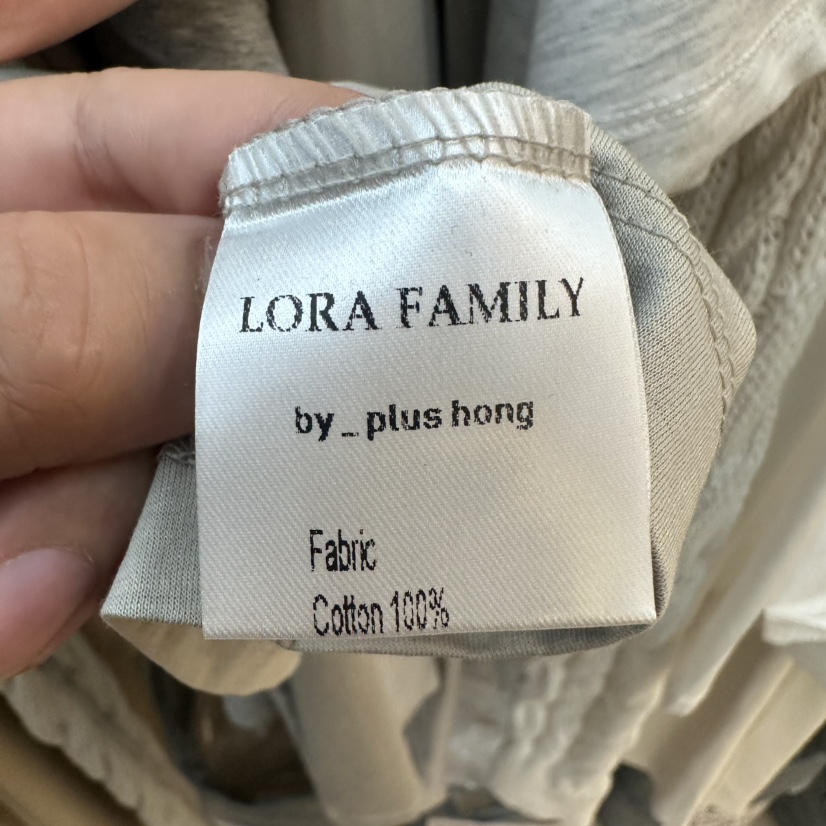 LORA FAMILY
by_plus hong
Fabric
Cotton 100%